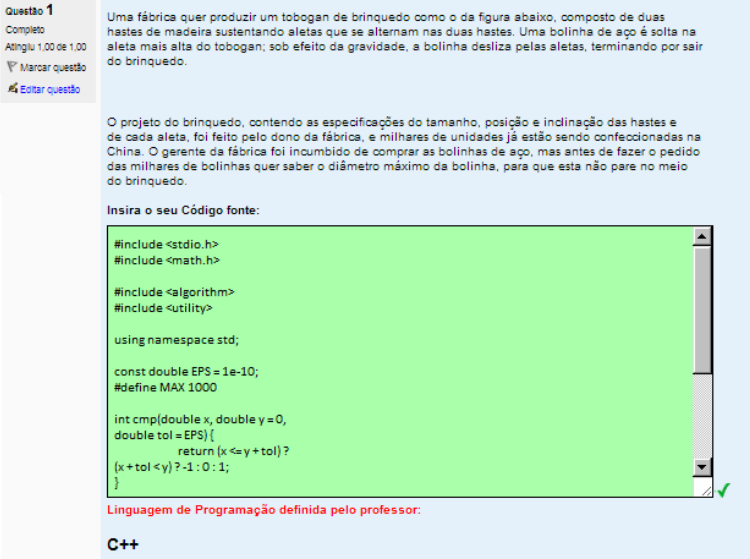 Questão 1
Completo
Atingiu 1,00 de 1,00
Marcar questão
Editar questão
Uma fábrica quer produzir um tobogan de brinquedo como o da figura abaixo, composto de duas
hastes de madeira sustentando aletas que se alternam nas duas hastes. Uma bolinha de aço é solta na
aleta mais alta do tobogan; sob efeito da gravidade, a bolinha desliza pelas aletas, terminando por sair
do brinquedo.
O projeto do brinquedo, contendo as especificações do tamanho, posição e inclinação das hastes e
de cada aleta, foi feito pelo dono da fábrica, e milhares de unidades já estão sendo confeccionadas na
China. O gerente da fábrica foi incumbido de comprar as bolinhas de aço, mas antes de fazer o pedido
das milhares de bolinhas quer saber o diâmetro máximo da bolinha, para que esta não pare no meio
do brinquedo.
Insira o seu Código fonte:
#include <stdio.h>
#include <math.h>
#include <algorithm>
#include <utility>
using namespace std;
const double EPS = 1e-10;
#define MAX 1000
int cmp(double x, double y = 0,
double tol = EPS) {
return (x <= y + tol) ?
(x + tol < y) ? -1 : 0 : 1;
}
Linguagem de Programação definida pelo professor:
C++